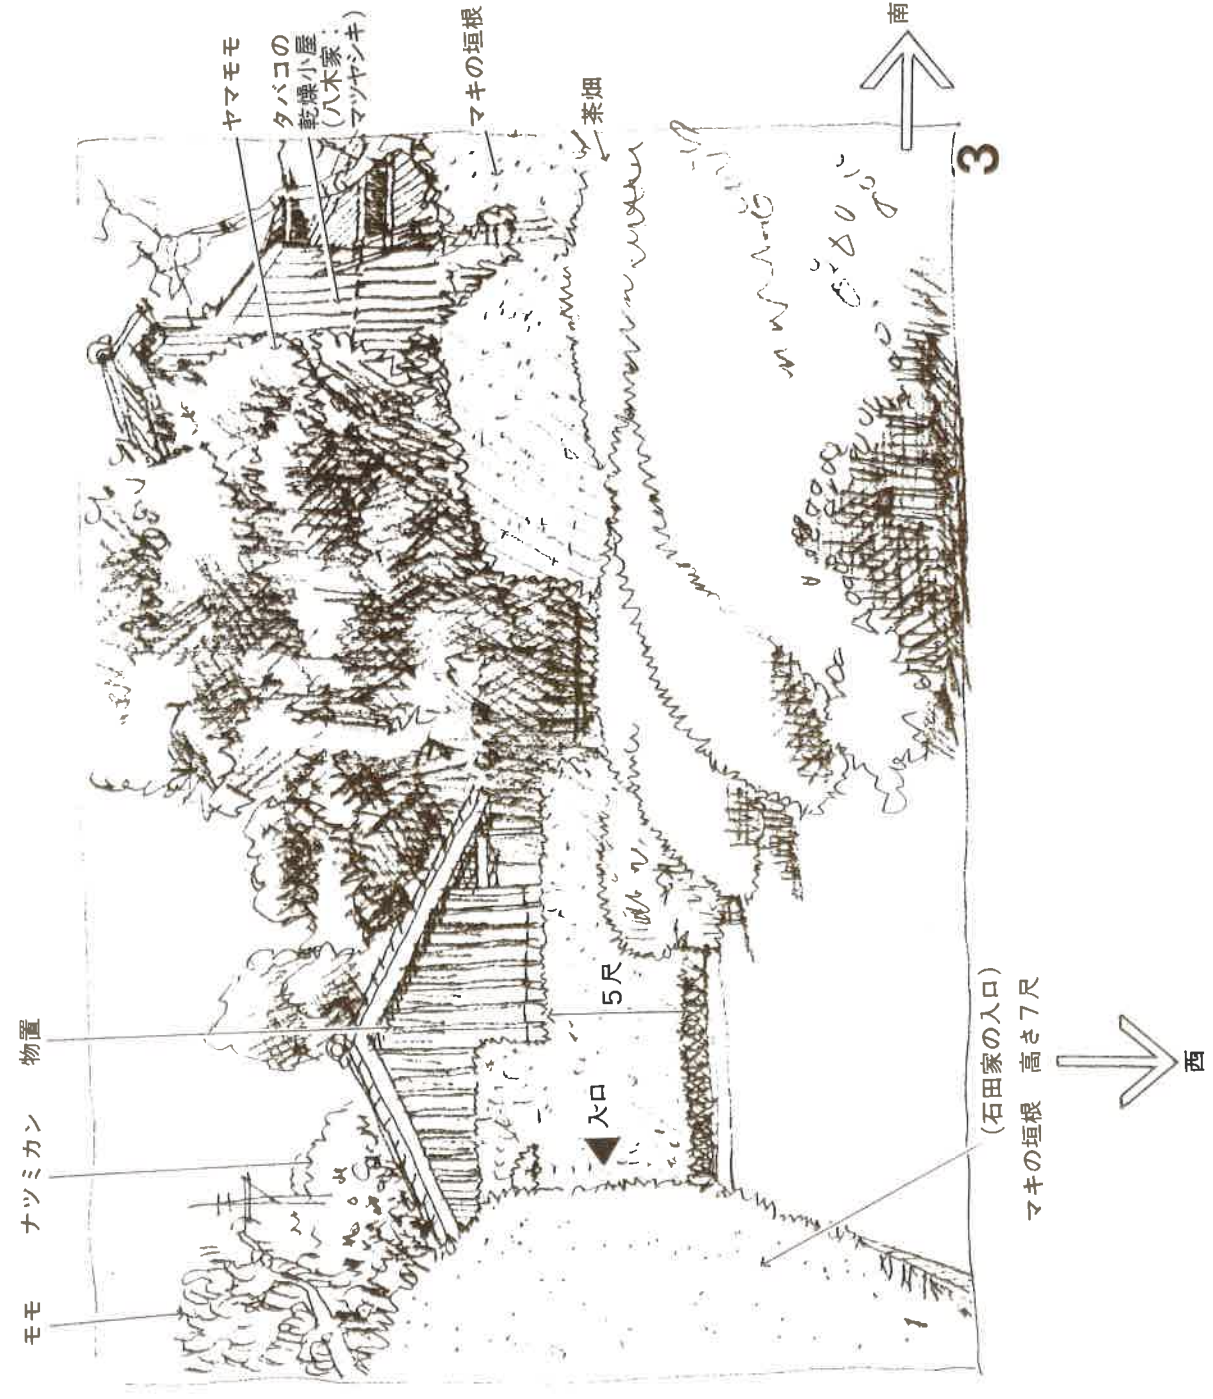 モモ
ナツミカン
物置
ヤマモモ
タバコの
乾燥小屋
(八木家:
マツヤシキ)
マキの垣根
茶畑
南
入口
5尺
(石田家の入口)
マキの垣根 高さ7尺
西
3